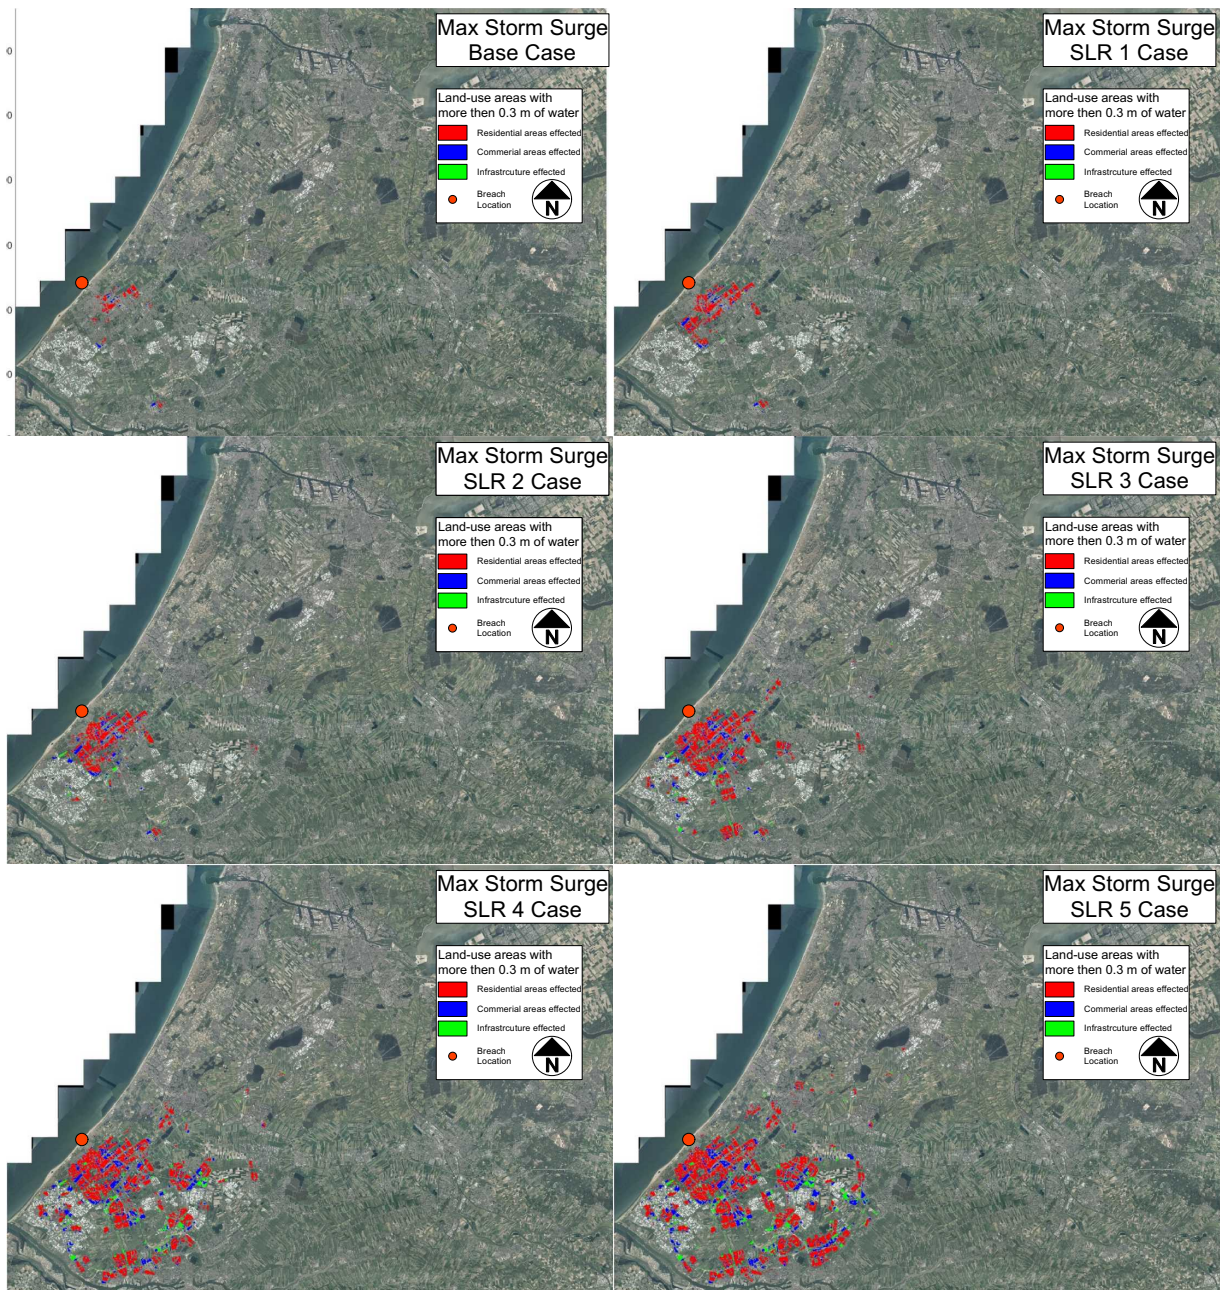 Max Storm Surge
Base Case
Land-use areas with
more then 0.3 m of water
Residential areas effected
Commerial areas effected
Infrastrcuture effected
Breach
Location
N
Max Storm Surge
SLR 1 Case
Land-use areas with
more then 0.3 m of water
Residential areas effected
Commerial areas effected
Infrastrcuture effected
Breach
Location
N
Max Storm Surge
SLR 2 Case
Land-use areas with
more then 0.3 m of water
Residential areas effected
Commerial areas effected
Infrastrcuture effected
Breach
Location
N
Max Storm Surge
SLR 3 Case
Land-use areas with
more then 0.3 m of water
Residential areas effected
Commerial areas effected
Infrastrcuture effected
Breach
Location
N
Max Storm Surge
SLR 4 Case
Land-use areas with
more then 0.3 m of water
Residential areas effected
Commerial areas effected
Infrastrcuture effected
Breach
Location
N
Max Storm Surge
SLR 5 Case
Land-use areas with
more then 0.3 m of water
Residential areas effected
Commerial areas effected
Infrastrcuture effected
Breach
Location
N